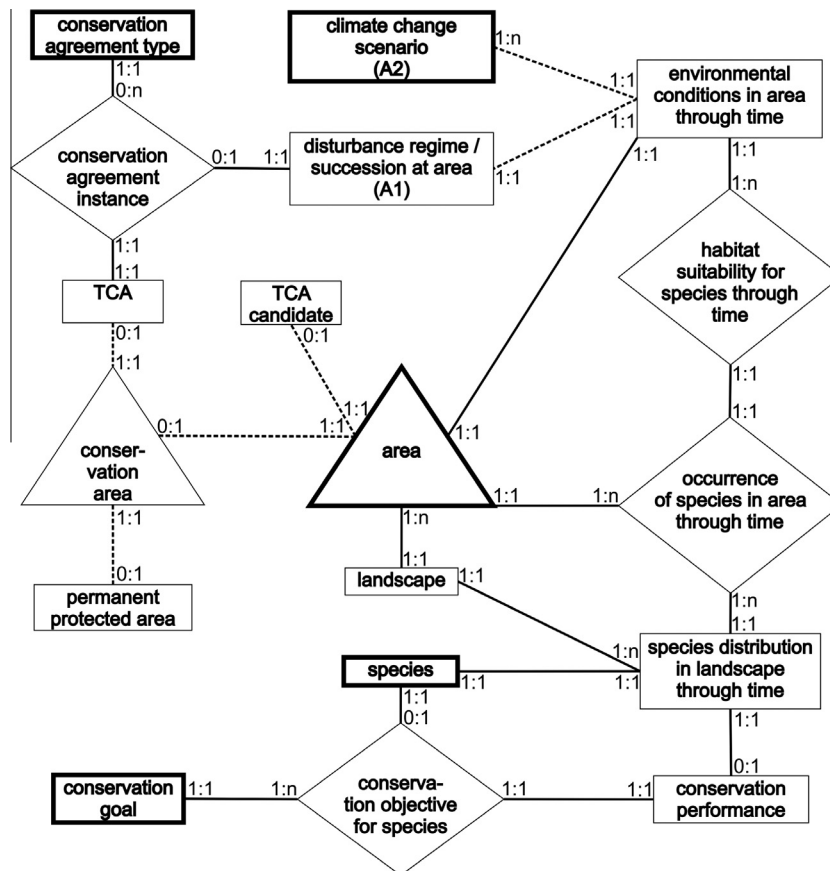 conservation
agreement type
1:1
0:n
climate change
scenario
(A2)
1:n
environmental
conditions in area
through time
1:1
1:1
1:1
1:1
conservation
agreement
instance
0:1
1:1
disturbance regime /
succession at area
(A1)
1:1
1:n
habitat
suitability for
species through
time
1:1
1:1
TCA
0:1
1:1
TCA
candidate
0:1
1:1
0:1
1:1
1:1
1:1
1:1
conser-
vation
area
1:1
0:1
area
1:1
1:n
1:n
1:1
occurrence
of species in area
through time
1:n
1:1
permanent
protected area
landscape
1:1
1:n
species
1:1
1:1
1:1
0:1
species distribution
in landscape
through time
1:1
0:1
conservation
goal
1:1
1:n
conserva-
tion objective
for species
1:1
1:1
conservation
performance